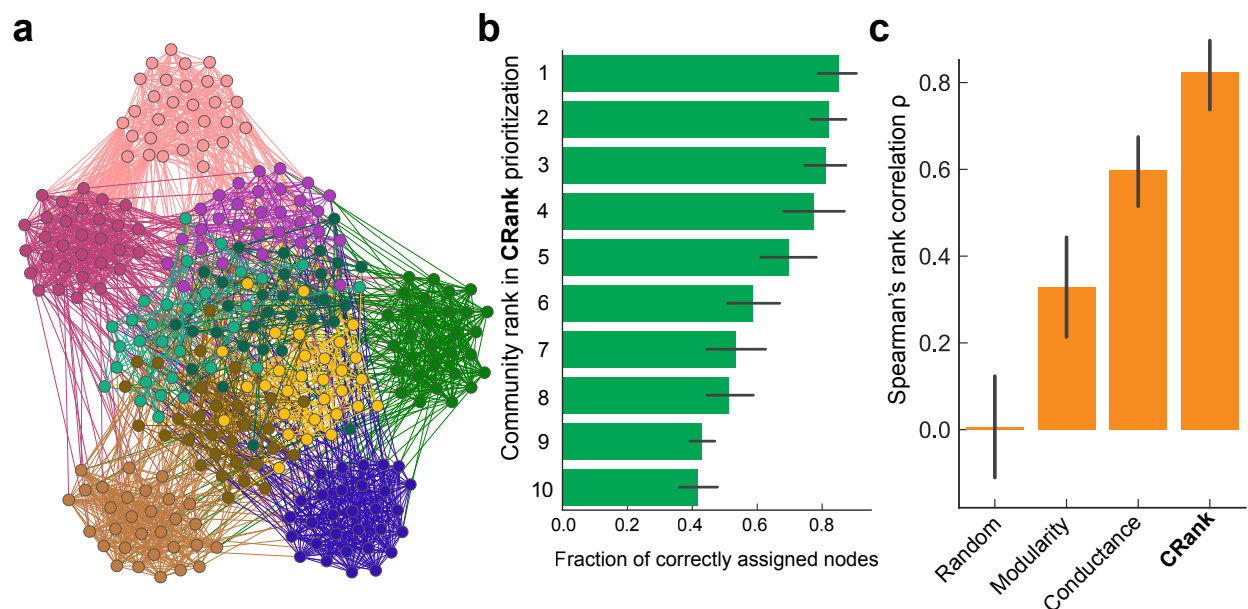 a
b
c
Community rank in CRank prioritization
1
2
3
4
5
6
7
8
9
10
0.0 0.2 0.4 0.6 0.8
Fraction of correctly assigned nodes
Spearman's rank correlation ρ
0.8
0.6
0.4
0.2
0.0
Random
Modularity
Conductance
CRank